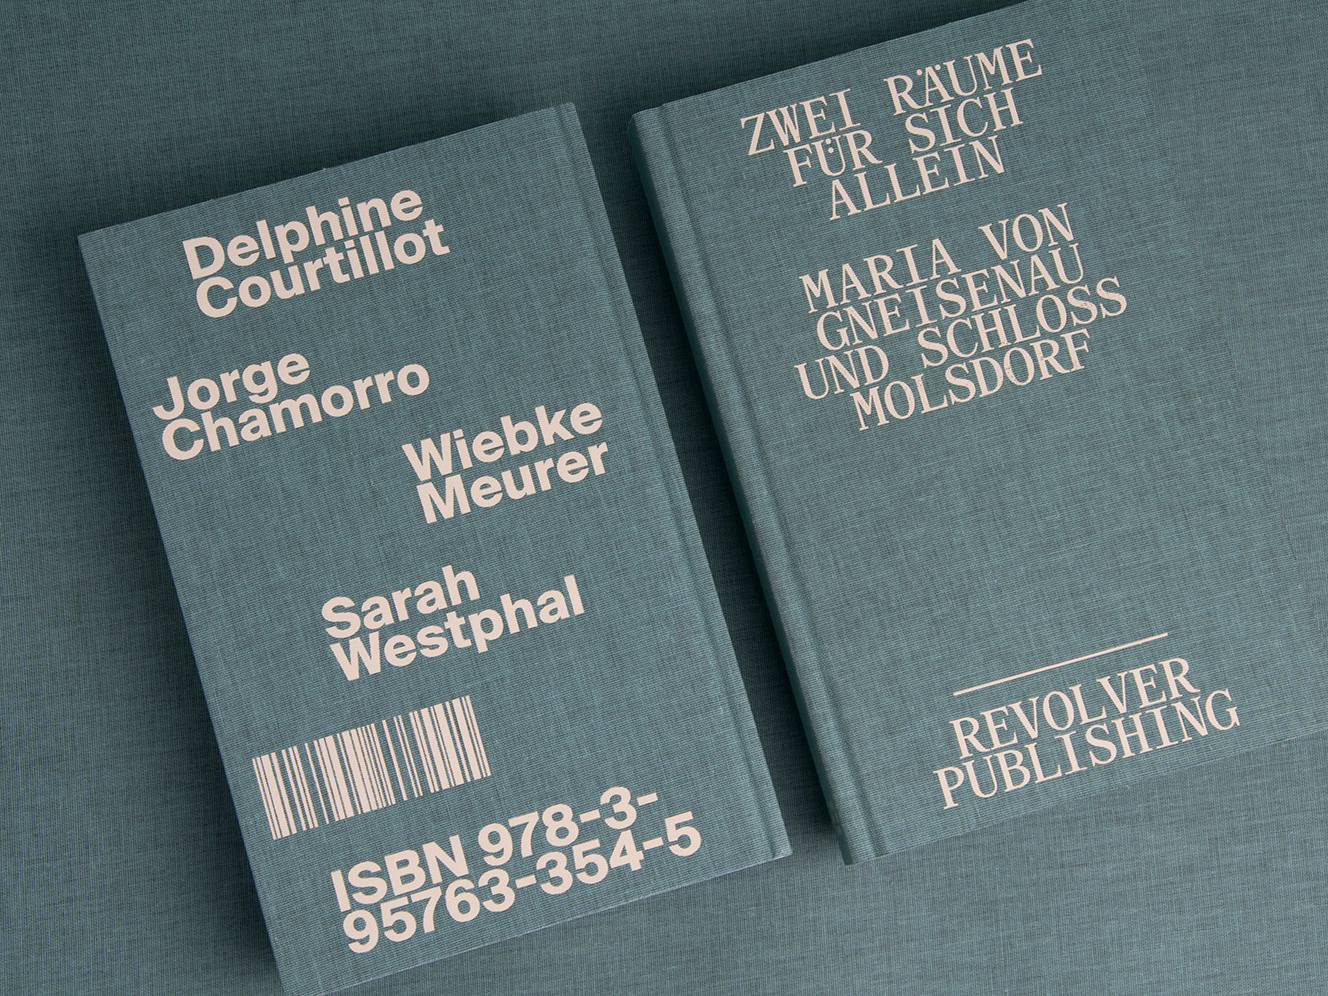 Delphine
Courtillot
Jorge
Chamorro
Wiebke
Meurer
Sarah
Westphal
ISBN 978-3-
95763-354-5
ZWEI RÄUME
FÜR SICH
ALLEIN
MARIA VON
GNEISENAU
UND SCHLOSS
MOLSDORF
REVOLVER
PUBLISHING